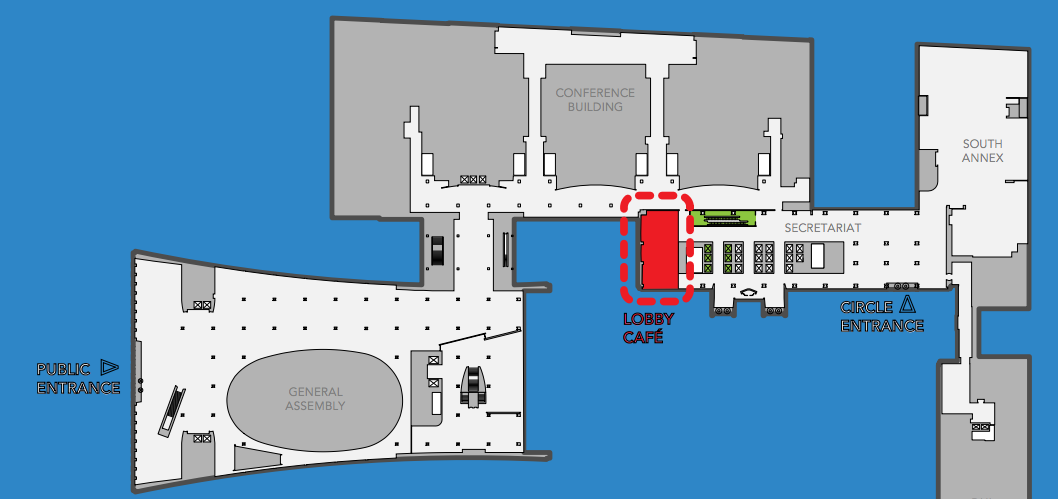 CONFERENCE
BUILDING
SOUTH
ANNEX
SECRETARIAT
CIRCLE
ENTRANCE
LOBBY
CAFÉ
PUBLIC
ENTRANCE
GENERAL
ASSEMBLY